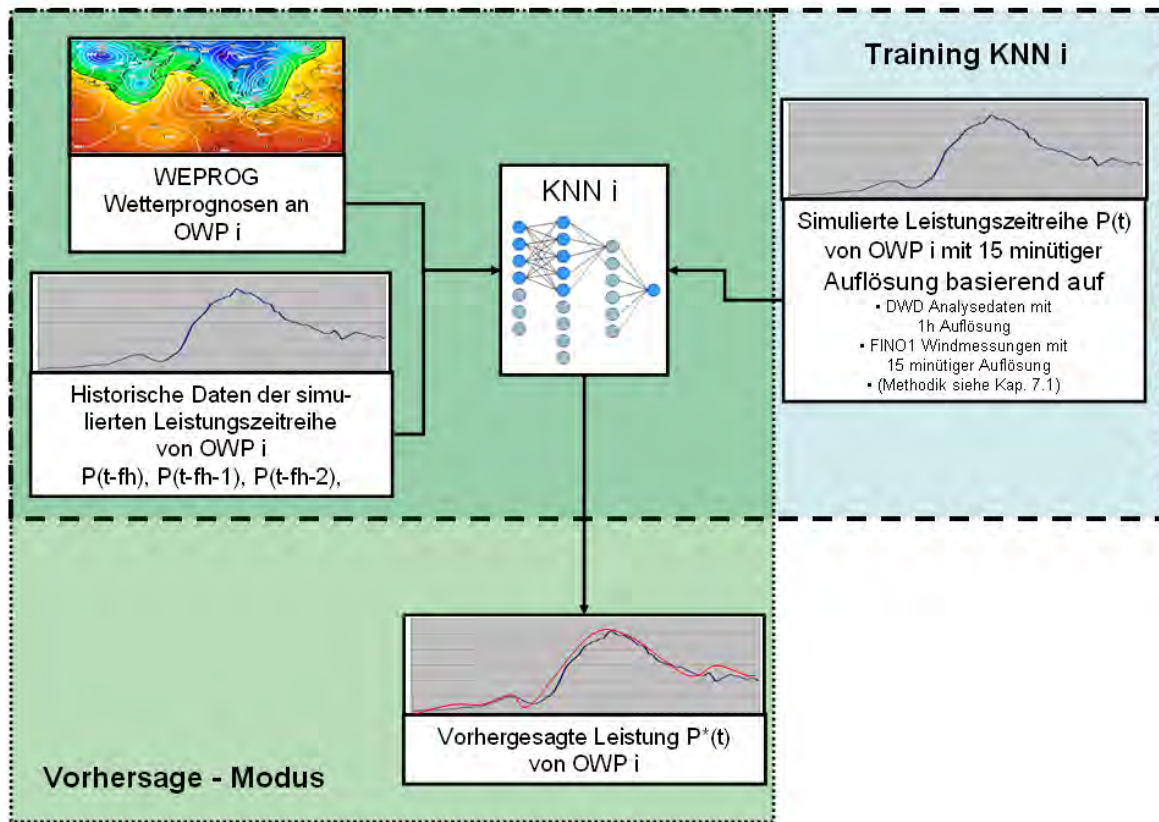 Training KNN i
WEPROG
Wetterprognosen an
OWP i
KNN i
Simulierte Leistungszeitreihe P(t)
von OWP i mit 15 minütiger
Auflösung basierend auf
• DWD Analysedaten mit
1h Auflösung
• FINO1 Windmessungen mit
15 minütiger Auflösung
• (Methodik siehe Kap. 7.1)
Historische Daten der simu-
lierten Leistungszeitreihe
von OWP i
P(t-fh), P(t-fh-1), P(t-fh-2),
Vorhergesagte Leistung P*(t)
von OWP i
Vorhersage - Modus